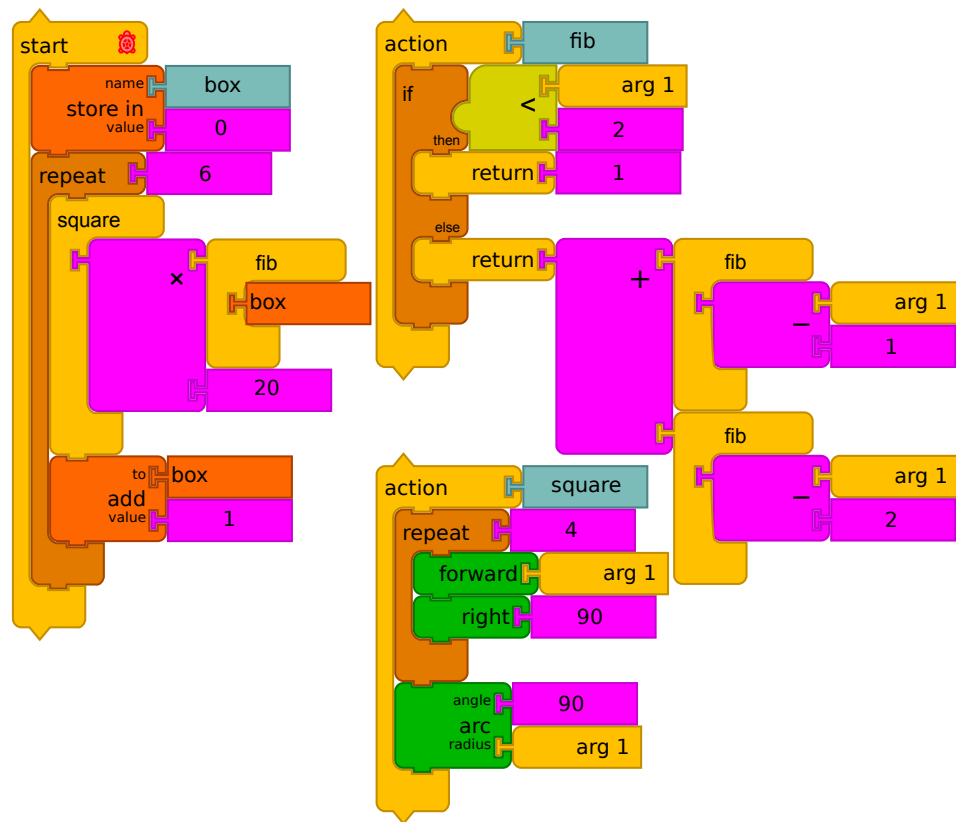 start
name
box
store in
value
0
repeat
6
square
×
fib
box
20
to
box
add
value
1
action
fib
if
<
arg 1
2
then
return
1
else
return
+
fib
−
arg 1
1
fib
−
arg 1
2
action
square
repeat
4
forward
arg 1
right
90
angle
90
arc
radius
arg 1